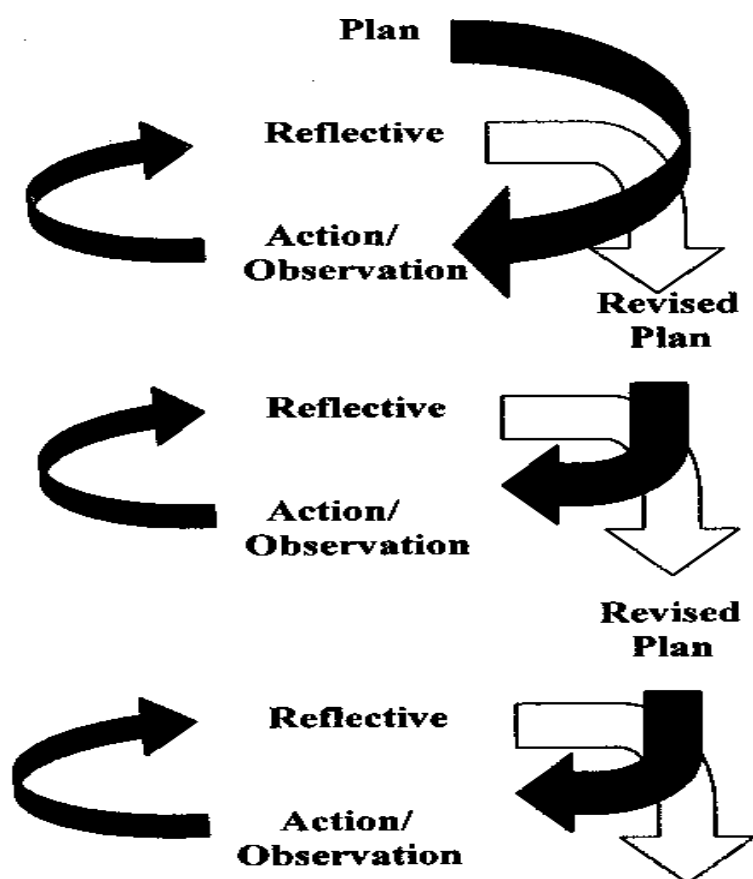 Plan
Reflective
Action/
Observation
Revised
Plan
Reflective
Action/
Observation
Revised
Plan
Reflective
Action/
Observation